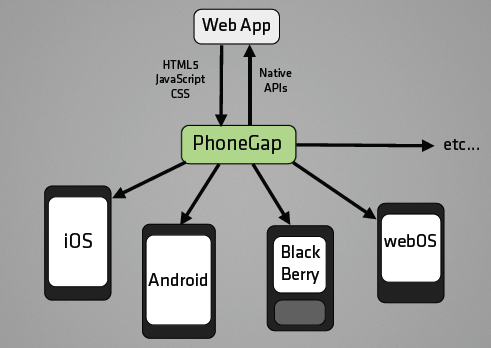 Web App
HTML5
JavaScript
CSS
Native
APIs
PhoneGap
etc...
iOS
Android
Black
Berry
webOS